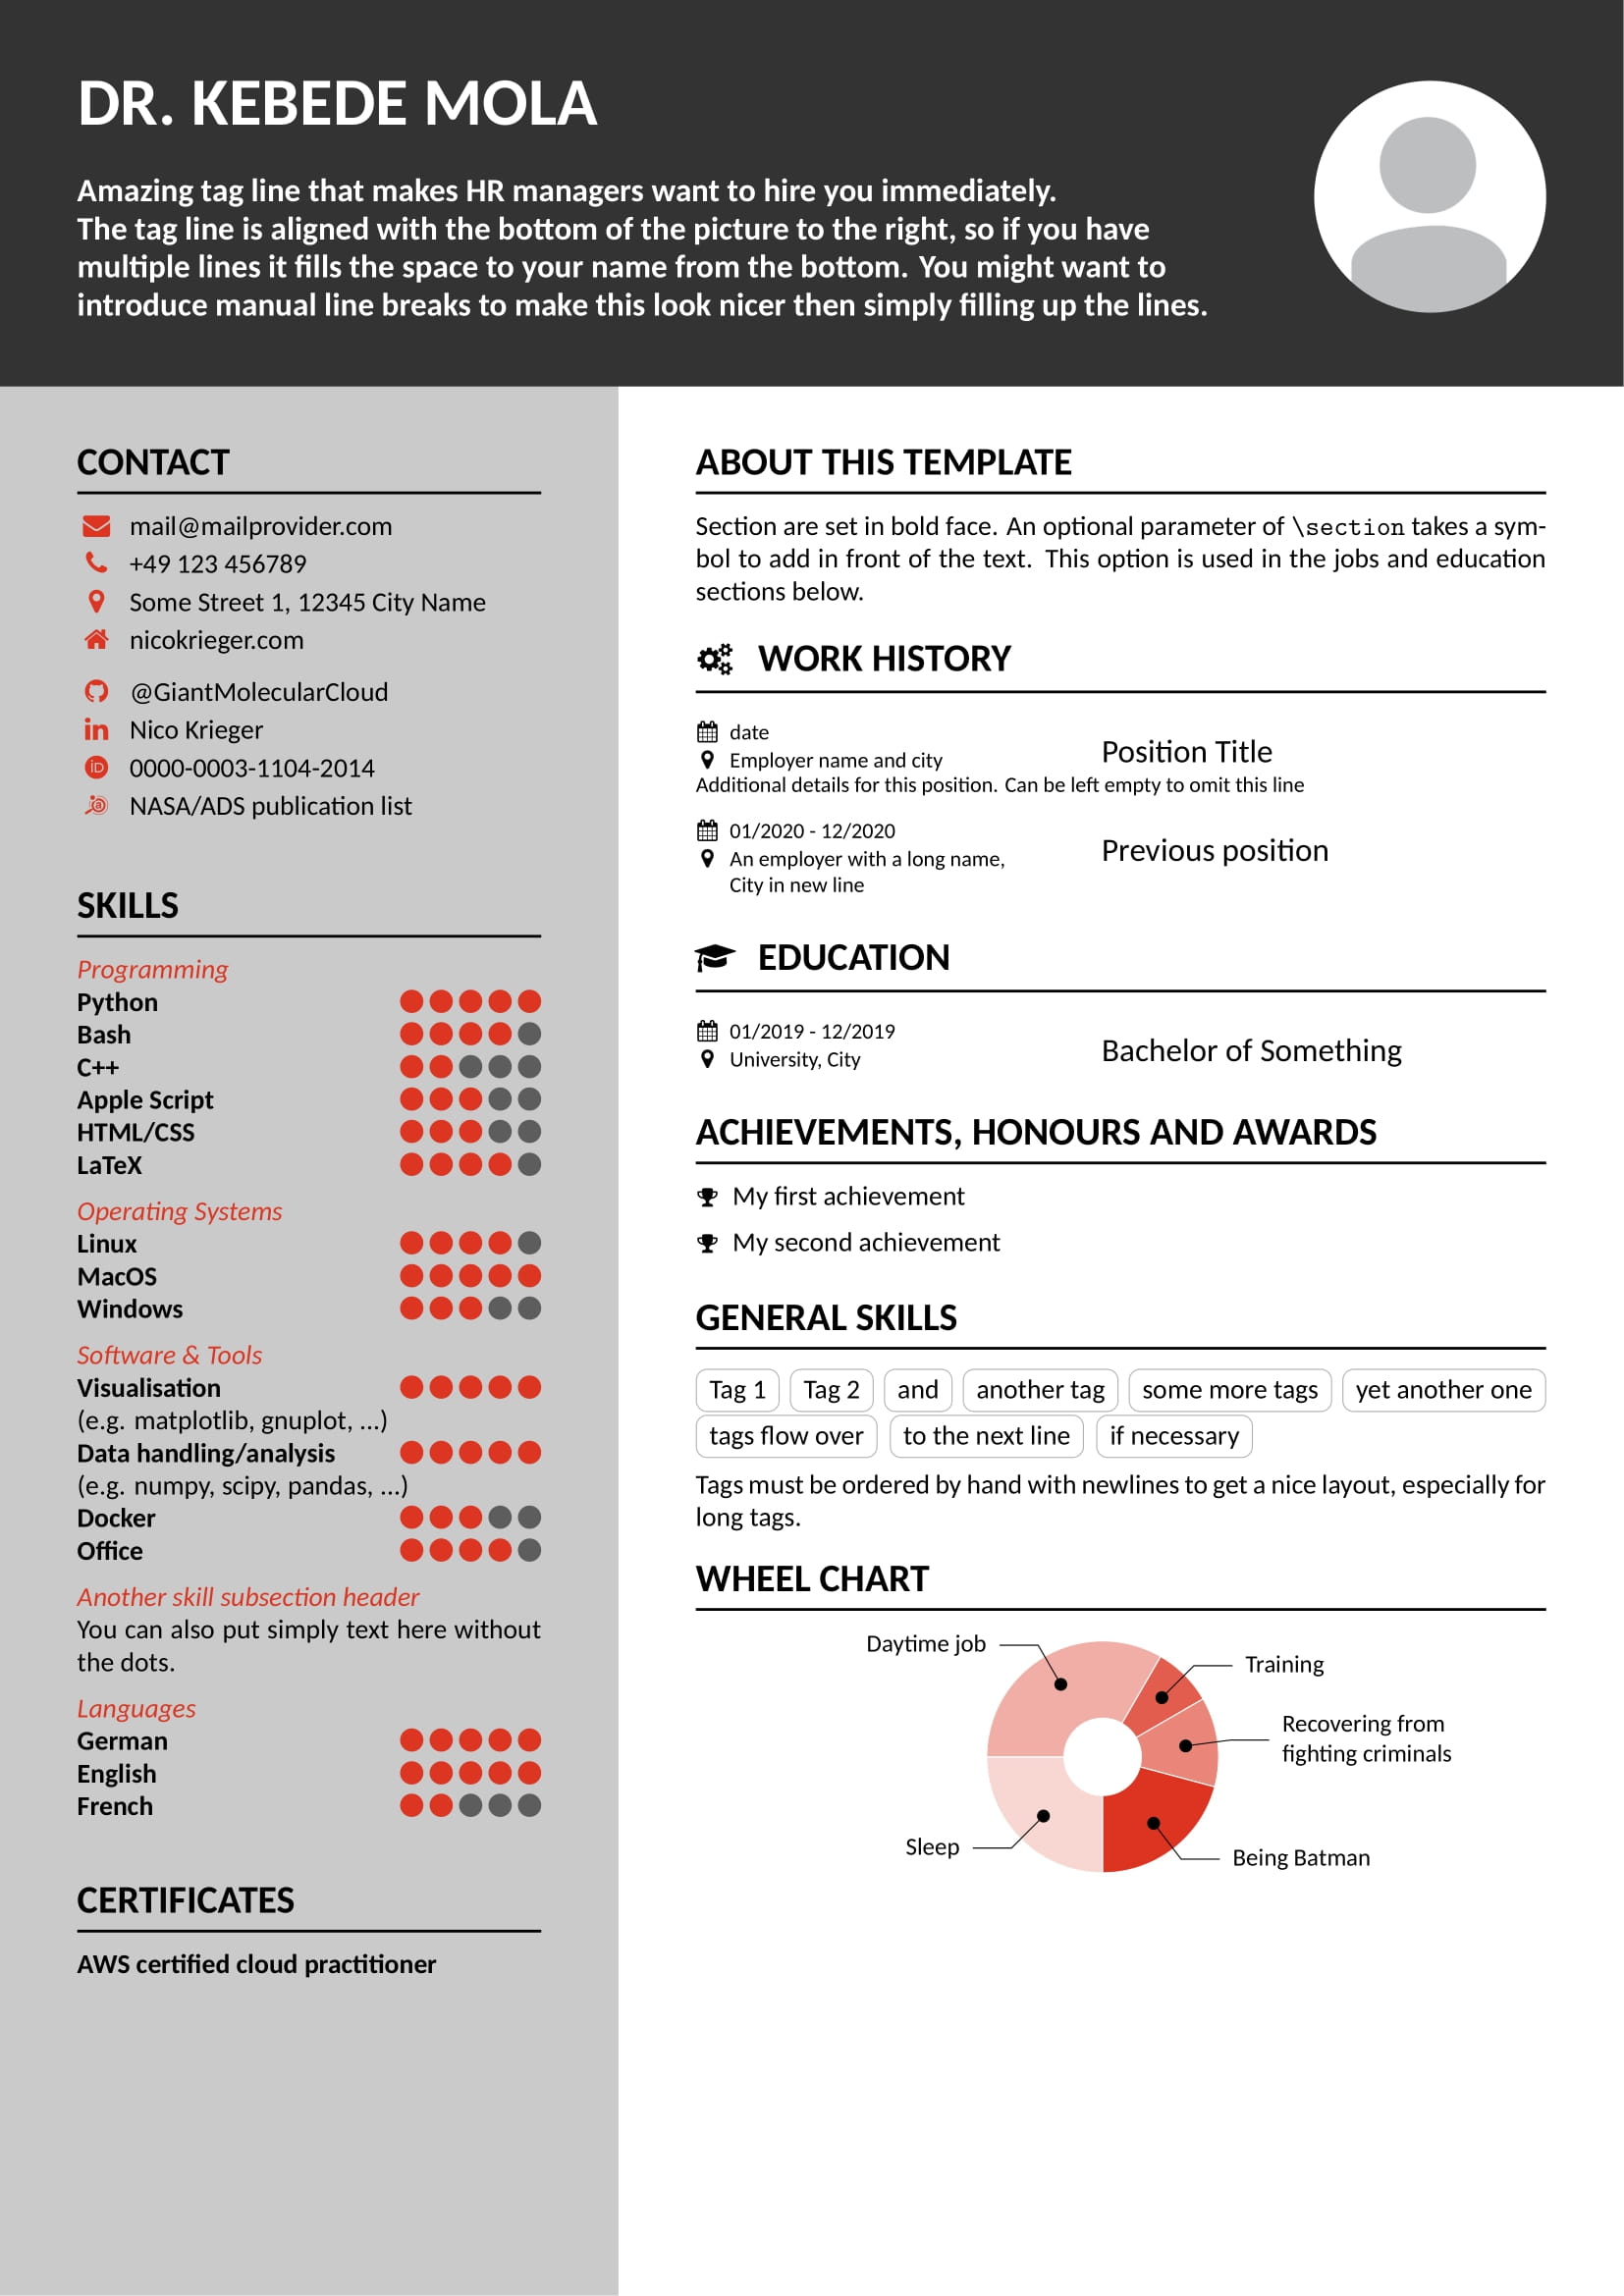 DR. KEBEDE MOLA
Amazing tag line that makes HR managers want to hire you immediately.
The tag line is aligned with the bottom of the picture to the right, so if you have
multiple lines it fills the space to your name from the bottom. You might want to
introduce manual line breaks to make this look nicer then simply filling up the lines.
CONTACT
mail@mailprovider.com
+49 123 456789
Some Street 1, 12345 City Name
nicokrieger.com
@GiantMolecularCloud
Nico Krieger
0000-0003-1104-2014
NASA/ADS publication list
SKILLS
Programming
Python
Bash
C++
Apple Script
HTML/CSS
LaTeX
Operating Systems
Linux
MacOS
Windows
Software & Tools
Visualisation
(e.g. matplotlib, gnuplot, ...)
Data handling/analysis
(e.g. numpy, scipy, pandas, ...)
Docker
Office
Another skill subsection header
You can also put simply text here without
the dots.
Languages
German
English
French
CERTIFICATES
AWS certified cloud practitioner
ABOUT THIS TEMPLATE
Section are set in bold face. An optional parameter of \section takes a sym-
bol to add in front of the text. This option is used in the jobs and education
sections below.
WORK HISTORY
date
Employer name and city
Position Title
Additional details for this position. Can be left empty to omit this line
01/2020 - 12/2020
An employer with a long name,
City in new line
Previous position
EDUCATION
01/2019 - 12/2019
University, City
Bachelor of Something
ACHIEVEMENTS, HONOURS AND AWARDS
My first achievement
My second achievement
GENERAL SKILLS
Tag 1 Tag 2 and another tag some more tags yet another one
tags flow over to the next line if necessary
Tags must be ordered by hand with newlines to get a nice layout, especially for
long tags.
WHEEL CHART
Daytime job
Training
Recovering from
fighting criminals
Sleep
Being Batman